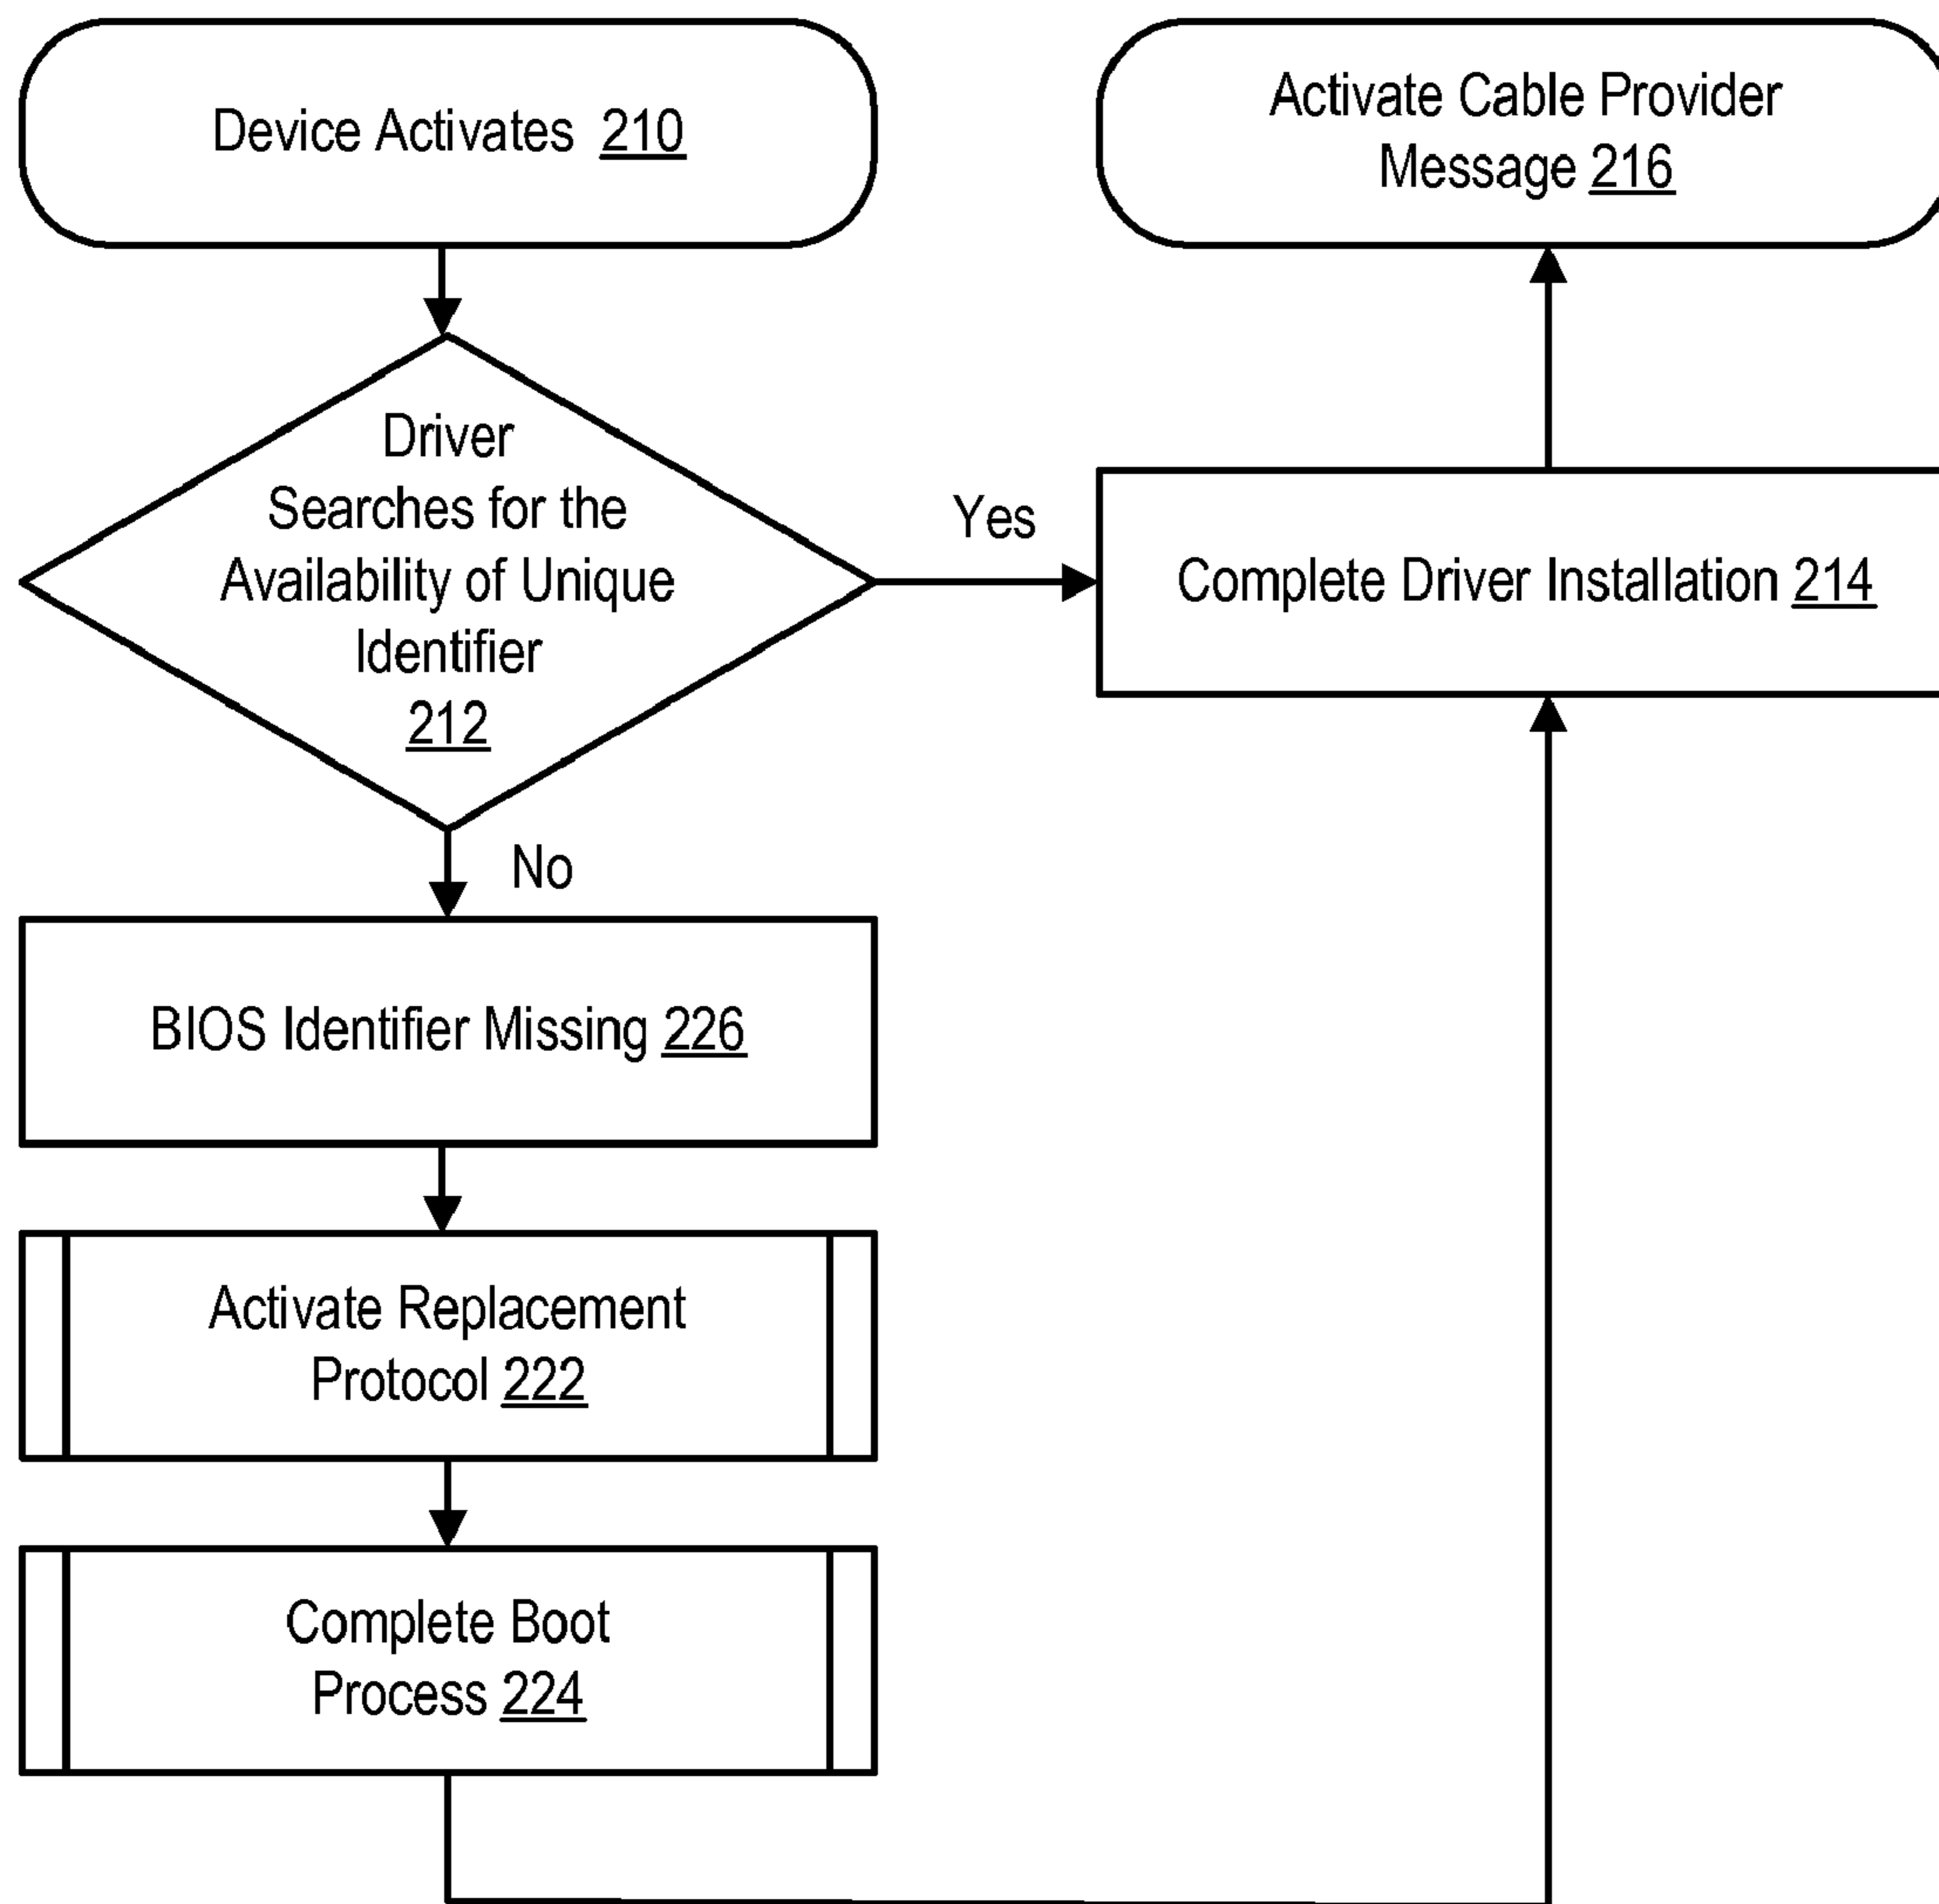 Device Activates 210
Activate Cable Provider
Message 216
Driver
Searches for the
Availability of Unique
Identifier
212
Yes
Complete Driver Installation 214
No
BIOS Identifier Missing 226
Activate Replacement
Protocol 222
Complete Boot
Process 224